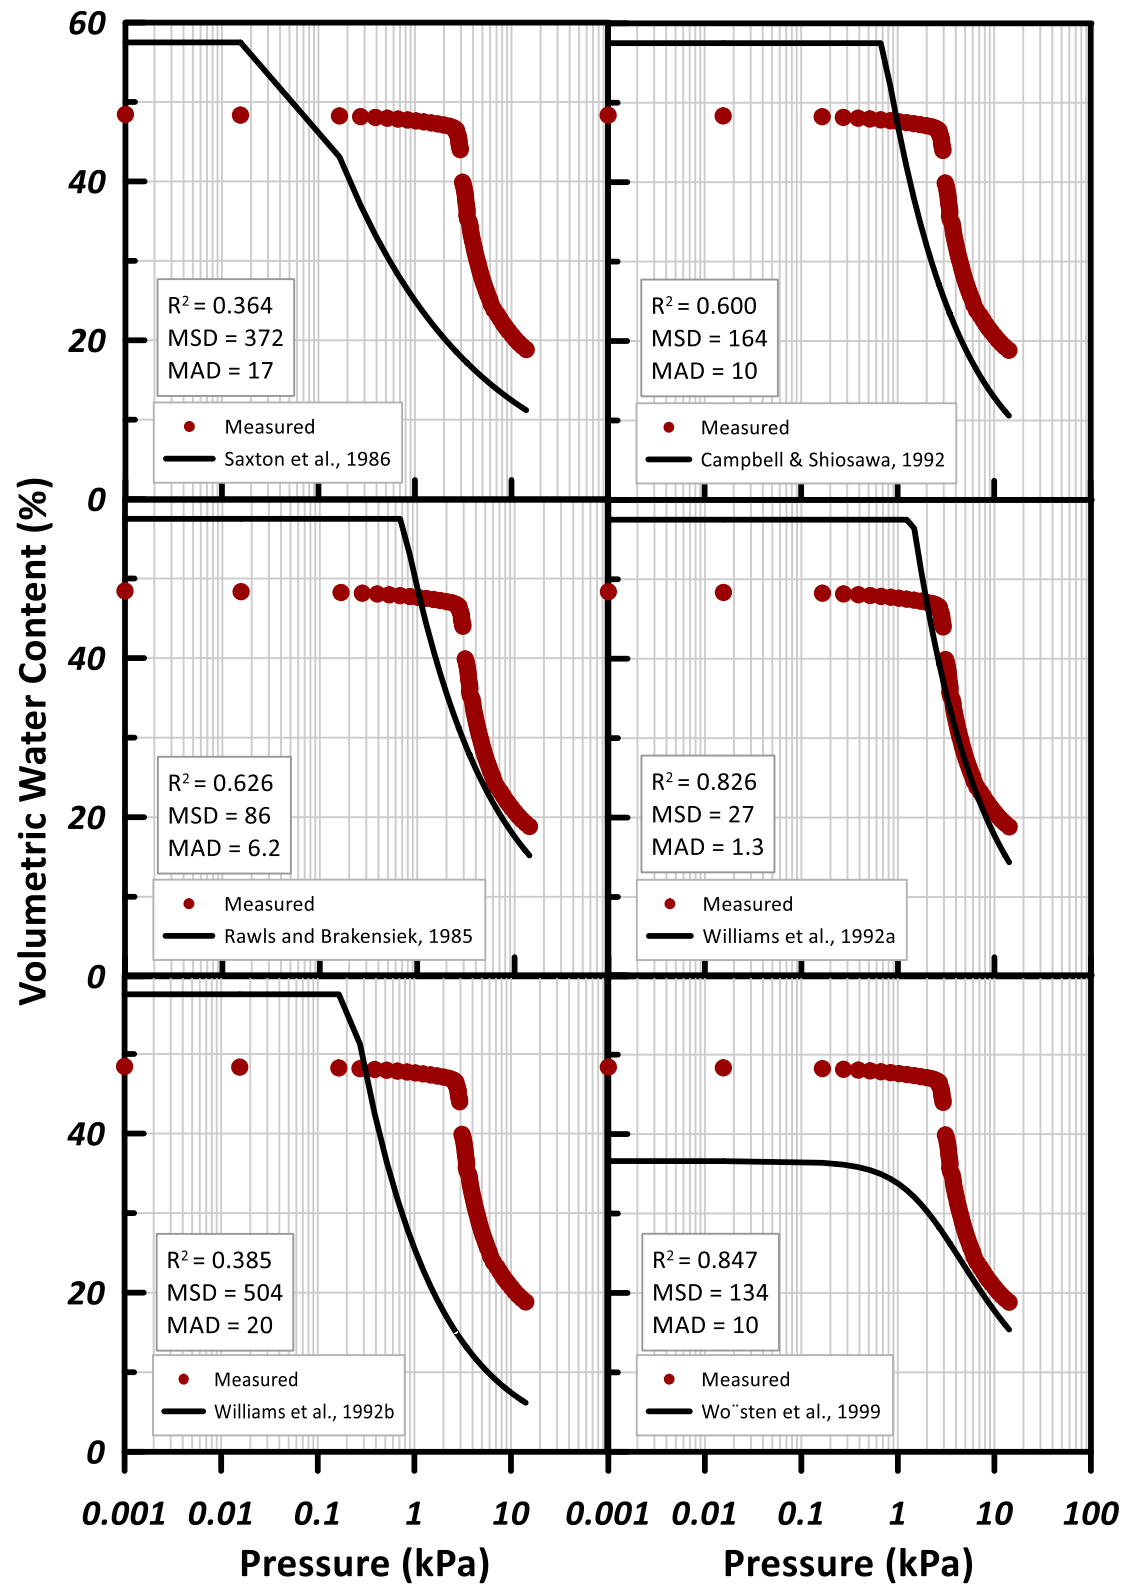 60
40
20
0
R² = 0.364
MSD = 372
MAD = 17
Measured
Saxton et al., 1986
R² = 0.600
MSD = 164
MAD = 10
Measured
Campbell & Shiosawa, 1992
Volumetric Water Content (%)
40
20
0
R² = 0.626
MSD = 86
MAD = 6.2
Measured
Rawls and Brakensiek, 1985
R² = 0.826
MSD = 27
MAD = 1.3
Measured
Williams et al., 1992a
40
20
0
R² = 0.385
MSD = 504
MAD = 20
Measured
Williams et al., 1992b
R² = 0.847
MSD = 134
MAD = 10
Measured
Wo¨sten et al., 1999
0.001 0.01 0.1 1 10 0.001 0.01 0.1 1 10 100
Pressure (kPa) Pressure (kPa)